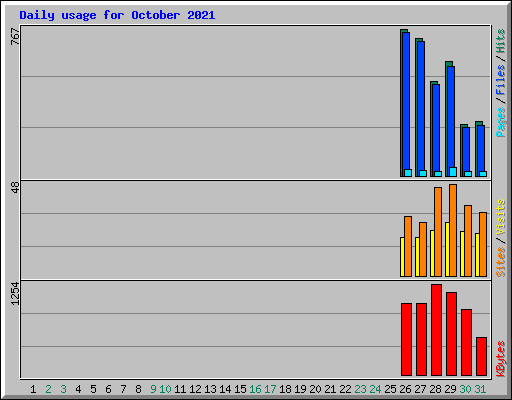 Daily usage for October 2021
767
Pages / Files / Hits
48
Sites / Visits
1254
KBytes
1 2 3 4 5 6 7 8 9 10 11 12 13 14 15 16 17 18 19 20 21 22 23 24 25 26 27 28 29 30 31